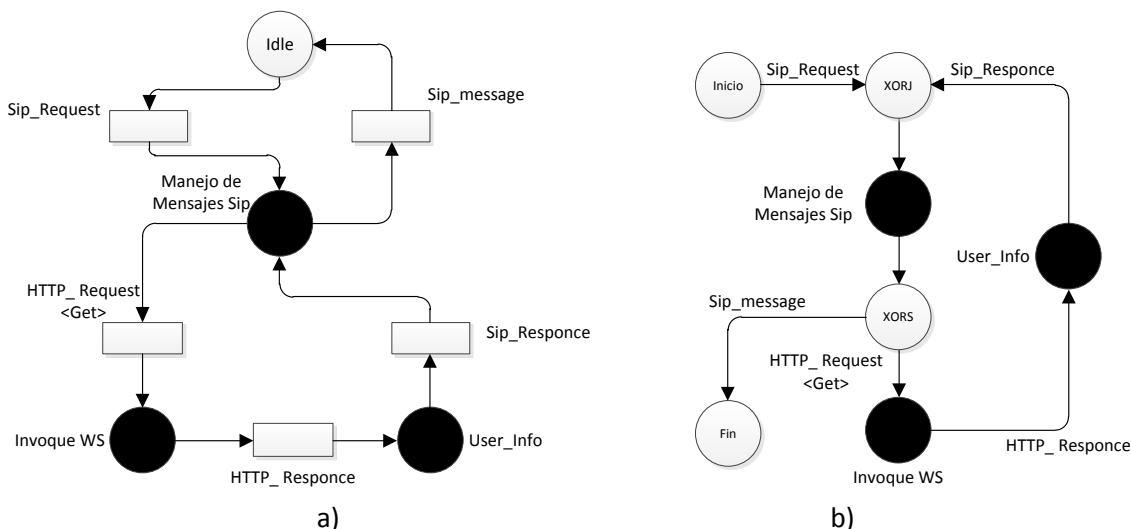 Idle
Sip_Request
Sip_message
Manejo de
Mensajes Sip
HTTP_ Request
<Get>
Sip_Responce
Invoque WS
User_Info
HTTP_ Responce
a)
Inicio
Sip_Request
XORJ
Sip_Responce
Manejo de
Mensajes Sip
User_Info
Sip_message
XORS
HTTP_ Request
<Get>
Fin
HTTP_ Responce
Invoque WS
b)